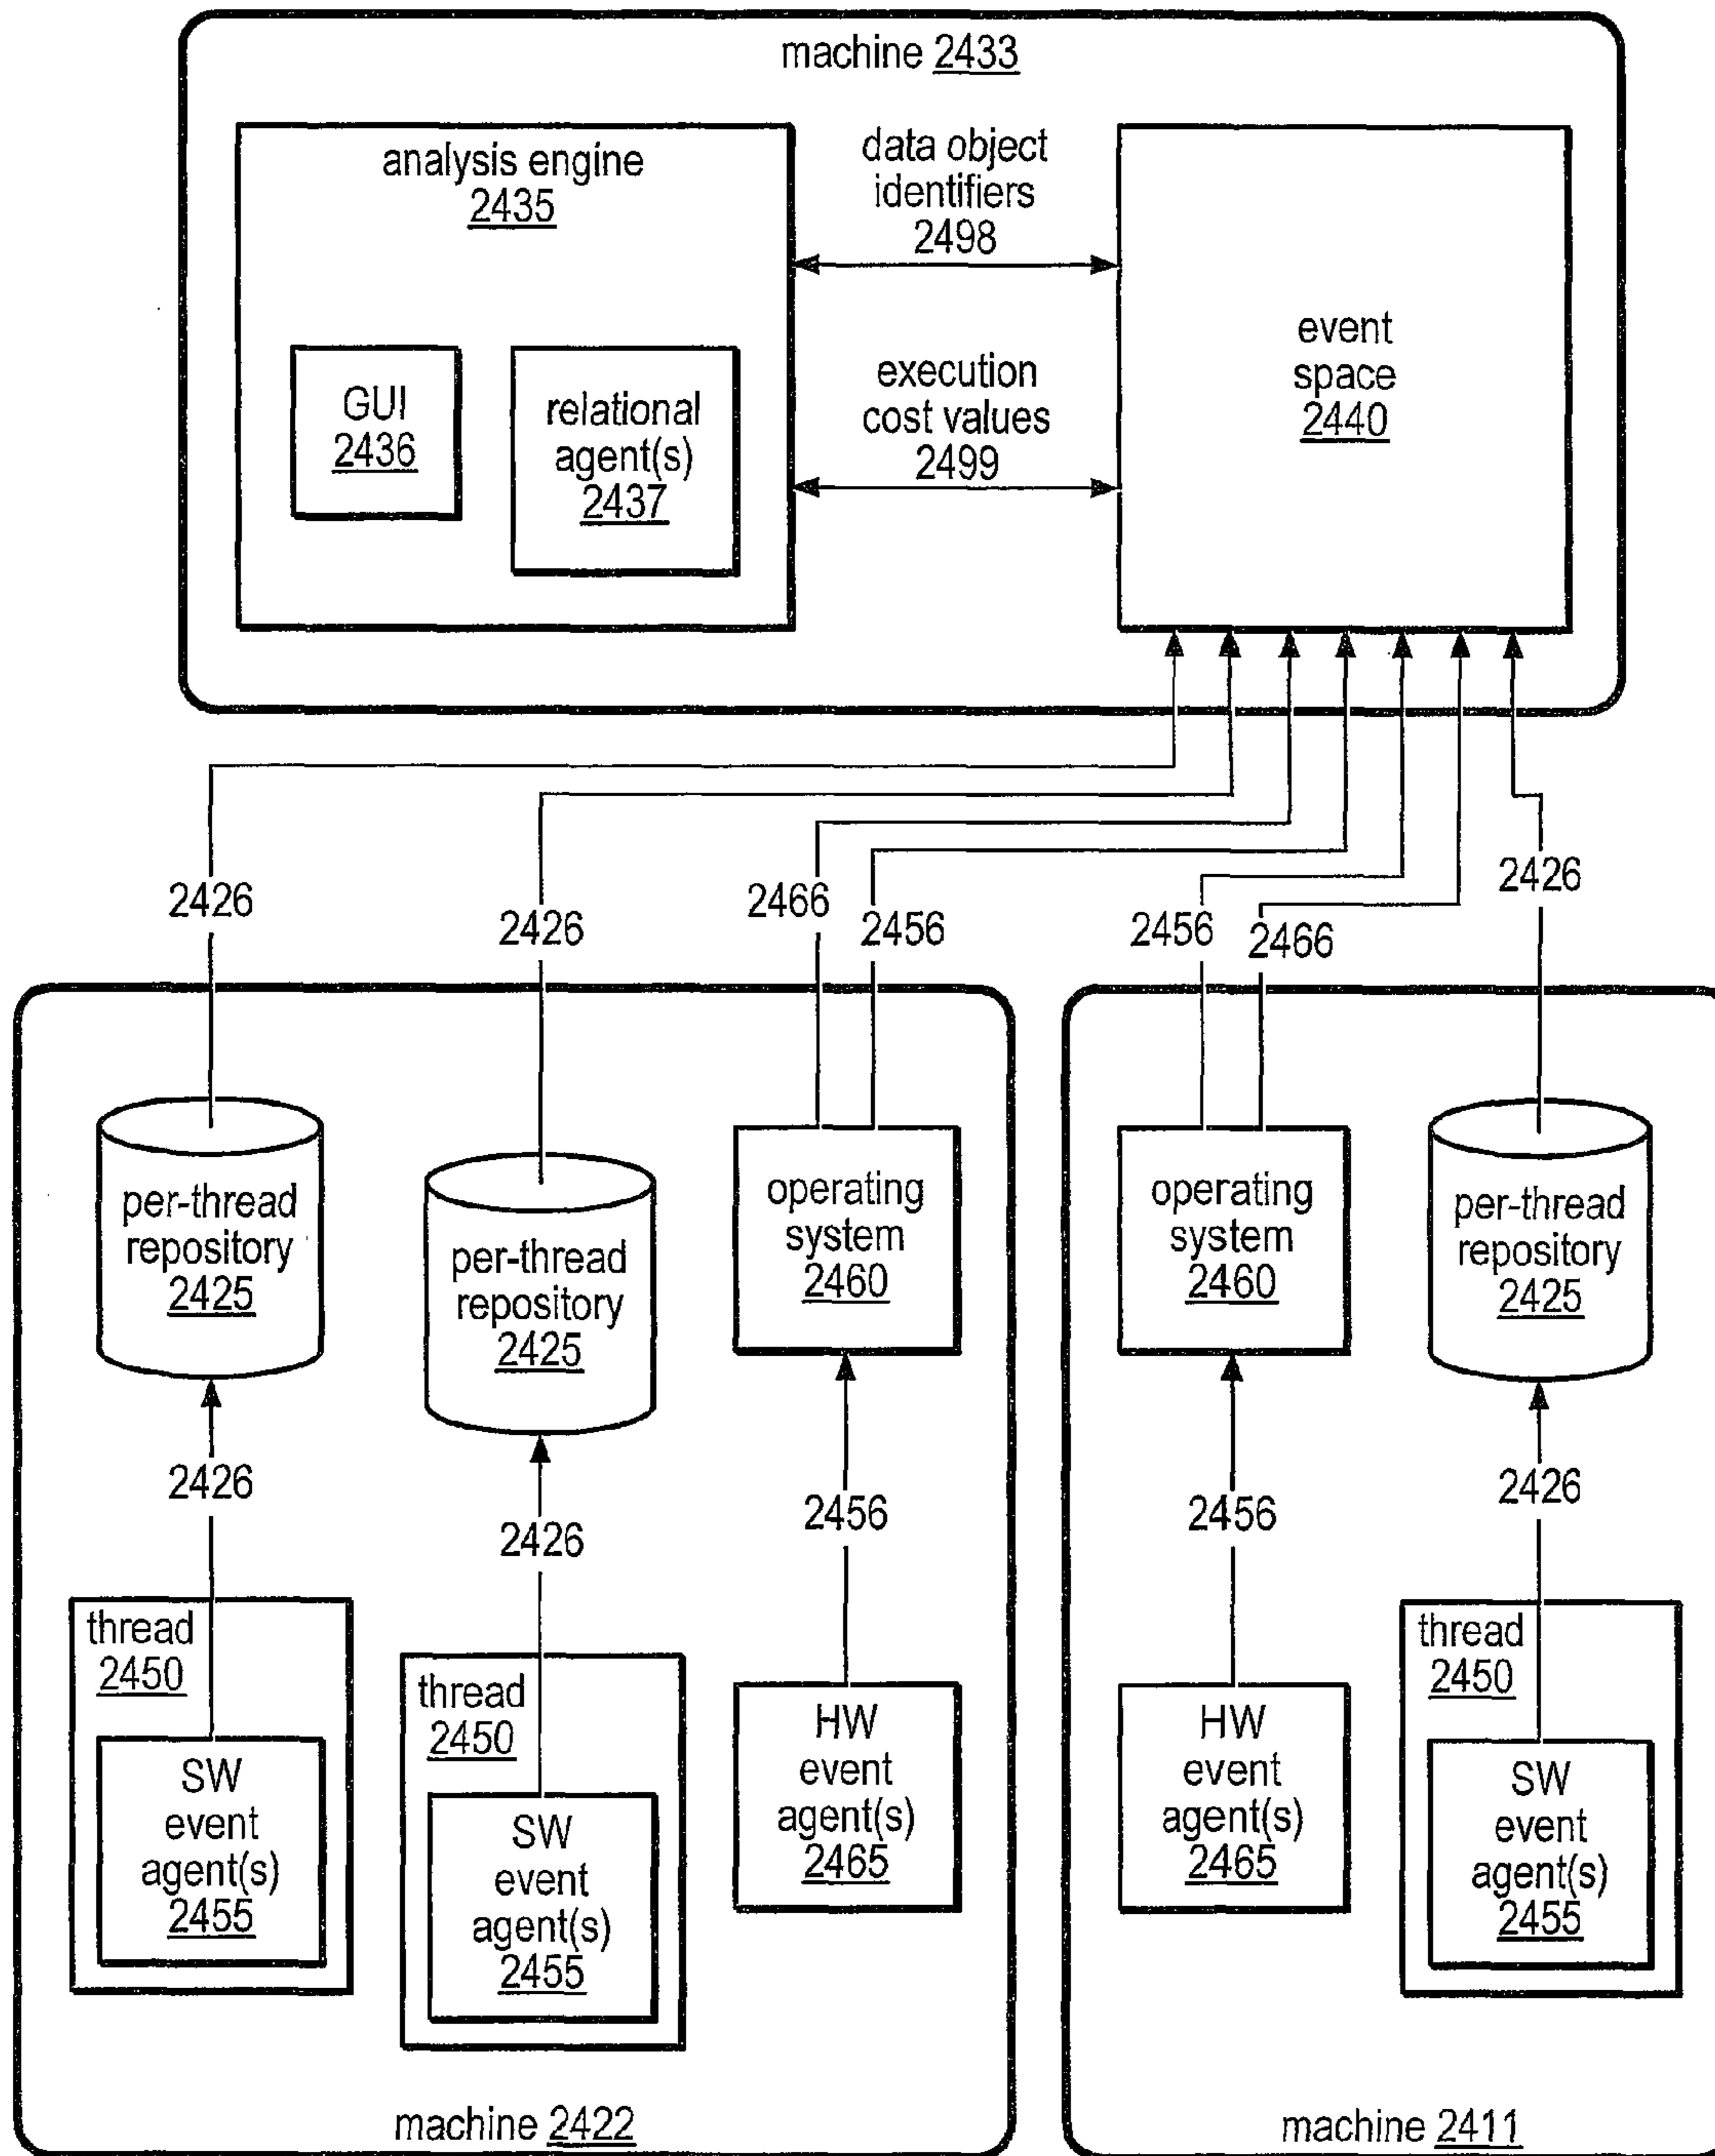 machine 2433
analysis engine
2435
data object
identifiers
2498
GUI
2436
relational
agent(s)
2437
execution
cost values
2499
event
space
2440
2426
2426
2466
2456
2456
2466
2426
per-thread
repository
2425
per-thread
repository
2425
operating
system
2460
operating
system
2460
per-thread
repository
2425
2426
2426
2456
2456
2426
thread
2450
SW
event
agent(s)
2455
thread
2450
SW
event
agent(s)
2455
HW
event
agent(s)
2465
HW
event
agent(s)
2465
thread
2450
SW
event
agent(s)
2455
machine 2422
machine 2411